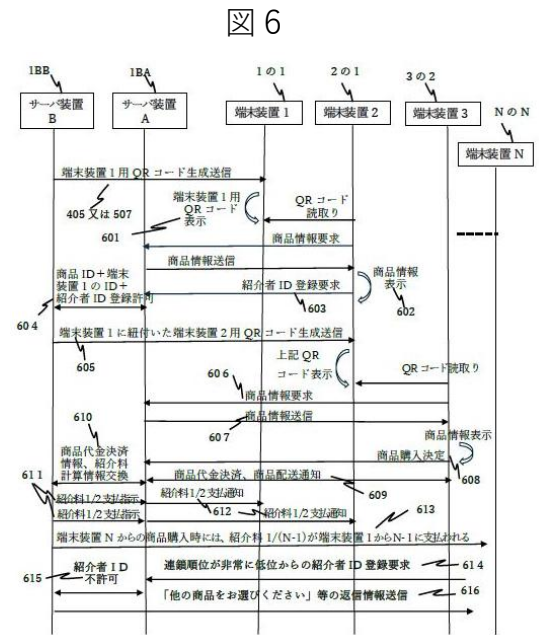 図６
1BB
1BA
1の1
2の1
3の2
NのN
サーバ装置
B
サーバ装置
A
端末装置1
端末装置2
端末装置3
端末装置N
端末装置1用QRコード生成送信
405又は507
601
端末装置1用
QRコード
表示
QRコード
読取り
商品情報要求
商品情報送信
商品情報
表示
602
商品ID＋端末
装置1のID＋
紹介者ID登録許可
紹介者ID登録要求
603
604
端末装置1に紐付いた端末装置2用QRコード生成送信
605
上記QR
コード表示
606
QRコード読取り
商品情報要求
610
607
商品情報送信
商品情報表示
商品代金決済
情報、紹介料
計算情報交換
商品購入決定
608
611
商品代金決済、商品配送通知
609
紹介料1/2支払指示
紹介料1/2支払通知
612
613
紹介料1/2支払指示
紹介料1/2支払通知
端末装置Nからの商品購入時には、紹介料1/(N-1)が端末装置1からN-1に支払われる
615
紹介者ID
不許可
連鎖順位が非常に低位からの紹介者ID登録要求
614
「他の商品をお選びください」等の返信情報送信
616